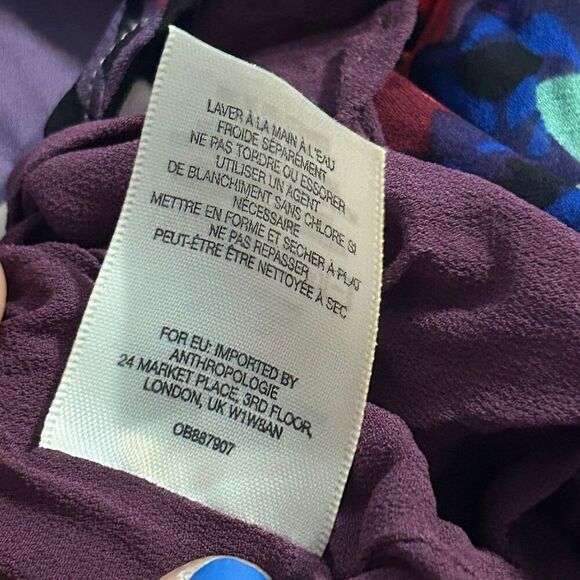 LAVER À LA MAIN À L'EAU
FROIDE SÉPARÉMENT
NE PAS TORDRE OU ESSORER
UTILISER UN AGENT
DE BLANCHIMENT SANS CHLORE SI
NÉCESSAIRE
METTRE EN FORME ET SECHER À PLAT
NE PAS REPASSER
PEUT-ÊTRE ÊTRE NETTOYÉE À SEC
FOR EU: IMPORTED BY
ANTHROPOLOGIE
24 MARKET PLACE, 3RD FLOOR,
LONDON, UK W1W8AN
OB887907